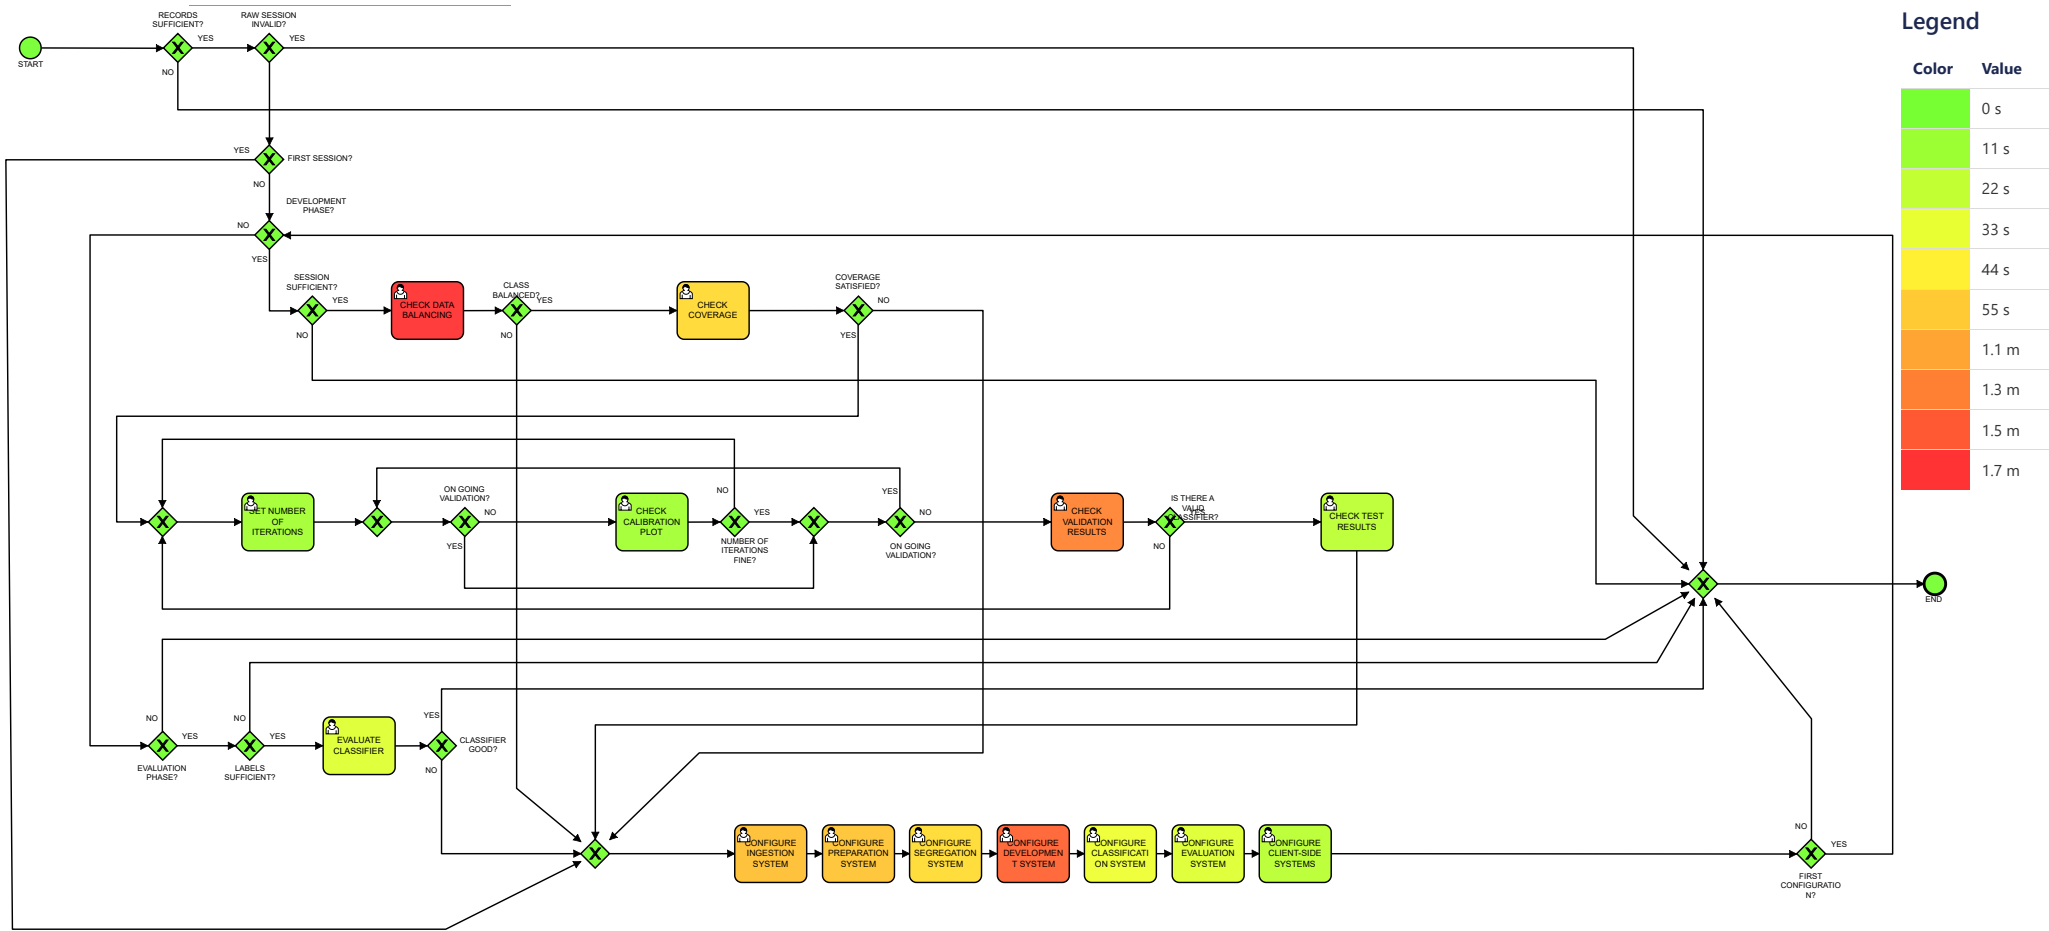 RECORDS
SUFFICIENT?
RAW SESSION
INVALID?
YES
YES
START
NO
YES
FIRST SESSION?
NO
DEVELOPMENT
PHASE?
NO
YES
SESSION
SUFFICIENT?
YES
NO
CHECK DATA
BALANCING
CLASS
BALANCED?
YES
NO
CHECK
COVERAGE
COVERAGE
SATISFIED?
NO
YES
SET NUMBER
OF
ITERATIONS
ON GOING
VALIDATION?
NO
YES
CHECK
CALIBRATION
PLOT
NO
YES
NUMBER OF
ITERATIONS
FINE?
YES
NO
ON GOING
VALIDATION?
CHECK
VALIDATION
RESULTS
IS THERE A
VALID
CLASSIFIER?
YES
NO
CHECK TEST
RESULTS
END
NO
YES
EVALUATION
PHASE?
NO
YES
LABELS
SUFFICIENT?
EVALUATE
CLASSIFIER
YES
CLASSIFIER
GOOD?
NO
CONFIGURE
INGESTION
SYSTEM
CONFIGURE
PREPARATION
SYSTEM
CONFIGURE
SEGREGATION
SYSTEM
CONFIGURE
DEVELOPMEN
T SYSTEM
CONFIGURE
CLASSIFICATI
ON SYSTEM
CONFIGURE
EVALUATION
SYSTEM
CONFIGURE
CLIENT-SIDE
SYSTEMS
NO
YES
FIRST
CONFIGURATIO
N?
Legend
Color Value
0 s
11 s
22 s
33 s
44 s
55 s
1.1 m
1.3 m
1.5 m
1.7 m